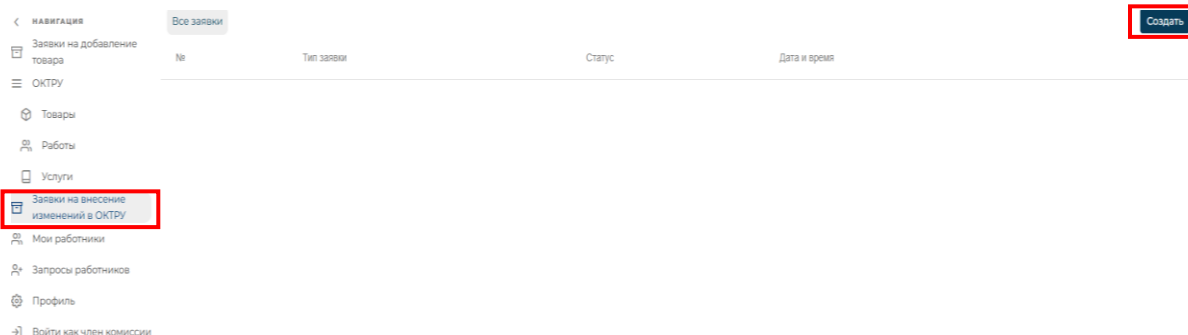 НАВИГАЦИЯ
Все заявки
Создать
Заявки на добавление
товара
№ Тип заявки Статус Дата и время
ОКТРУ
Товары
Работы
Услуги
Заявки на внесение
изменений в ОКТРУ
Мои работники
Запросы работников
Профиль
Войти как член комиссии